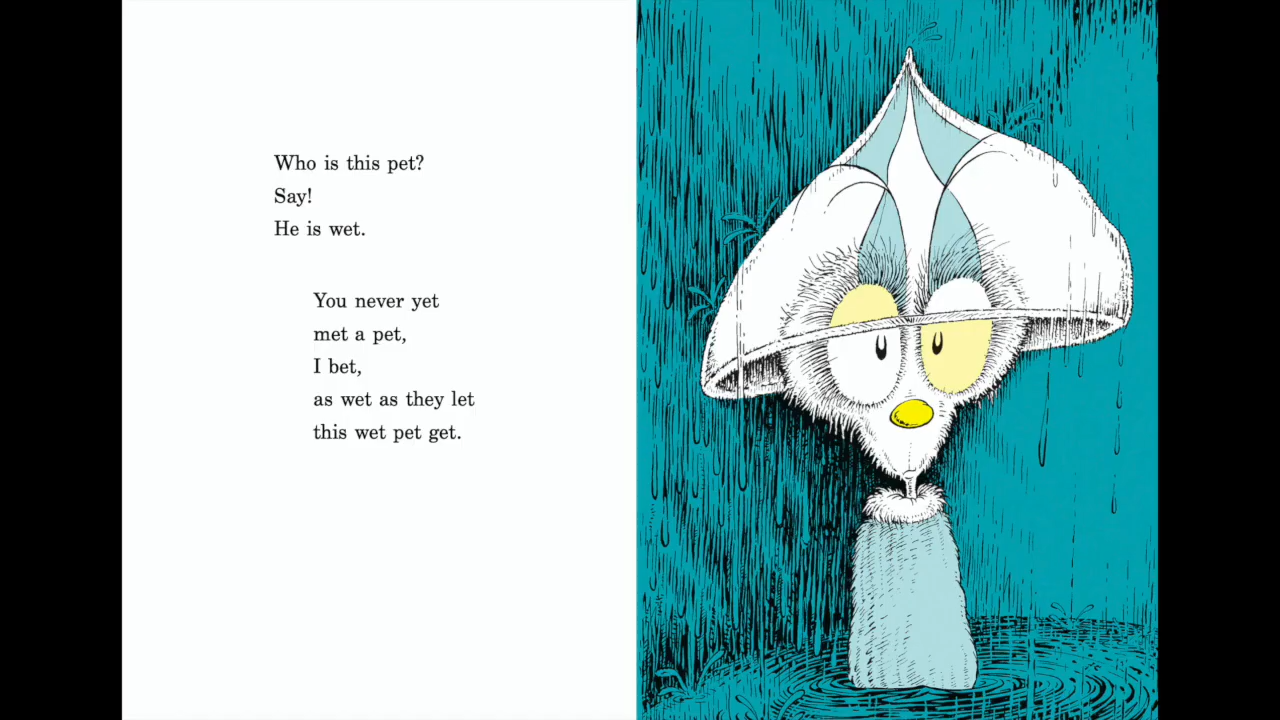 Who is this pet?
Say!
He is wet.
You never yet
met a pet,
I bet,
as wet as they let
this wet pet get.